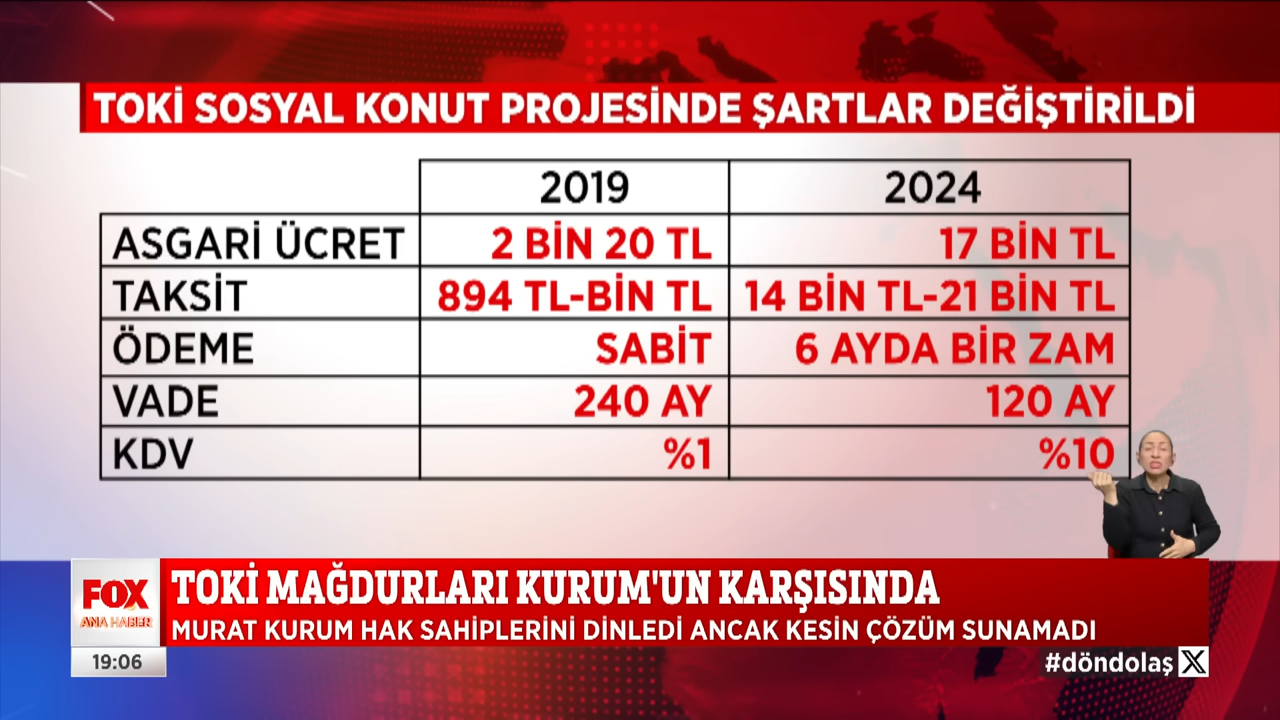 TOKİ SOSYAL KONUT PROJESİNDE ŞARTLAR DEĞİŞTİRİLDİ
2019 2024
ASGARİ ÜCRET 2 BİN 20 TL 17 BİN TL
TAKSİT 894 TL-BİN TL 14 BİN TL-21 BİN TL
ÖDEME SABİT 6 AYDA BİR ZAM
VADE 240 AY 120 AY
KDV %1 %10
FOX
ANA HABER
19:06
TOKİ MAĞDURLARI KURUM'UN KARŞISINDA
MURAT KURUM HAK SAHİPLERİNİ DİNLEDİ ANCAK KESİN ÇÖZÜM SUNAMADI
#döndolaş X